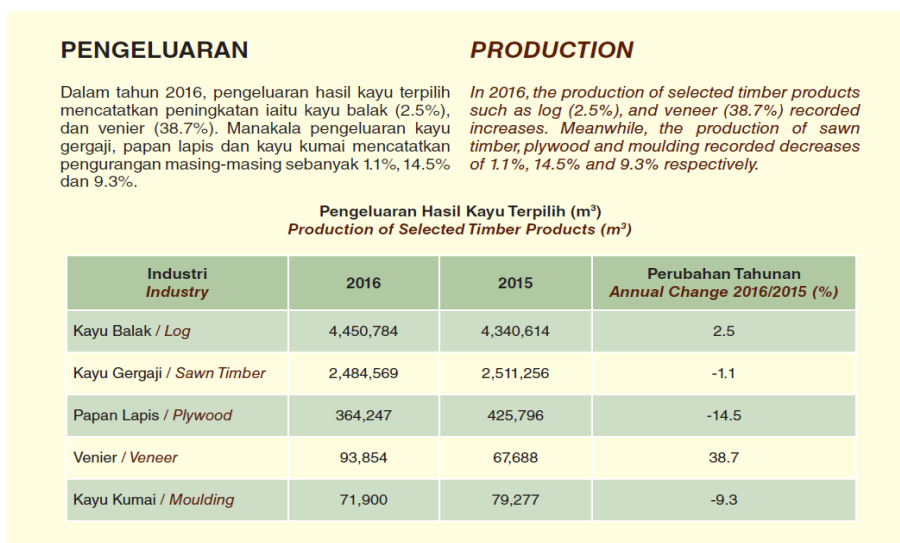 PENGELUARAN
Dalam tahun 2016, pengeluaran hasil kayu terpilih
mencatatkan peningkatan iaitu kayu balak (2.5%),
dan venier (38.7%). Manakala pengeluaran kayu
gergaji, papan lapis dan kayu kumai mencatatkan
pengurangan masing-masing sebanyak 1.1%, 14.5%
dan 9.3%.
PRODUCTION
In 2016, the production of selected timber products
such as log (2.5%), and veneer (38.7%) recorded
increases. Meanwhile, the production of sawn
timber, plywood and moulding recorded decreases
of 1.1%, 14.5% and 9.3% respectively.
Pengeluaran Hasil Kayu Terpilih (m³)
Production of Selected Timber Products (m³)
Industri
Industry
2016
2015
Perubahan Tahunan
Annual Change 2016/2015 (%)
Kayu Balak / Log 4,450,784 4,340,614 2.5
Kayu Gergaji / Sawn Timber 2,484,569 2,511,256 -1.1
Papan Lapis / Plywood 364,247 425,796 -14.5
Venier / Veneer 93,854 67,688 38.7
Kayu Kumai / Moulding 71,900 79,277 -9.3